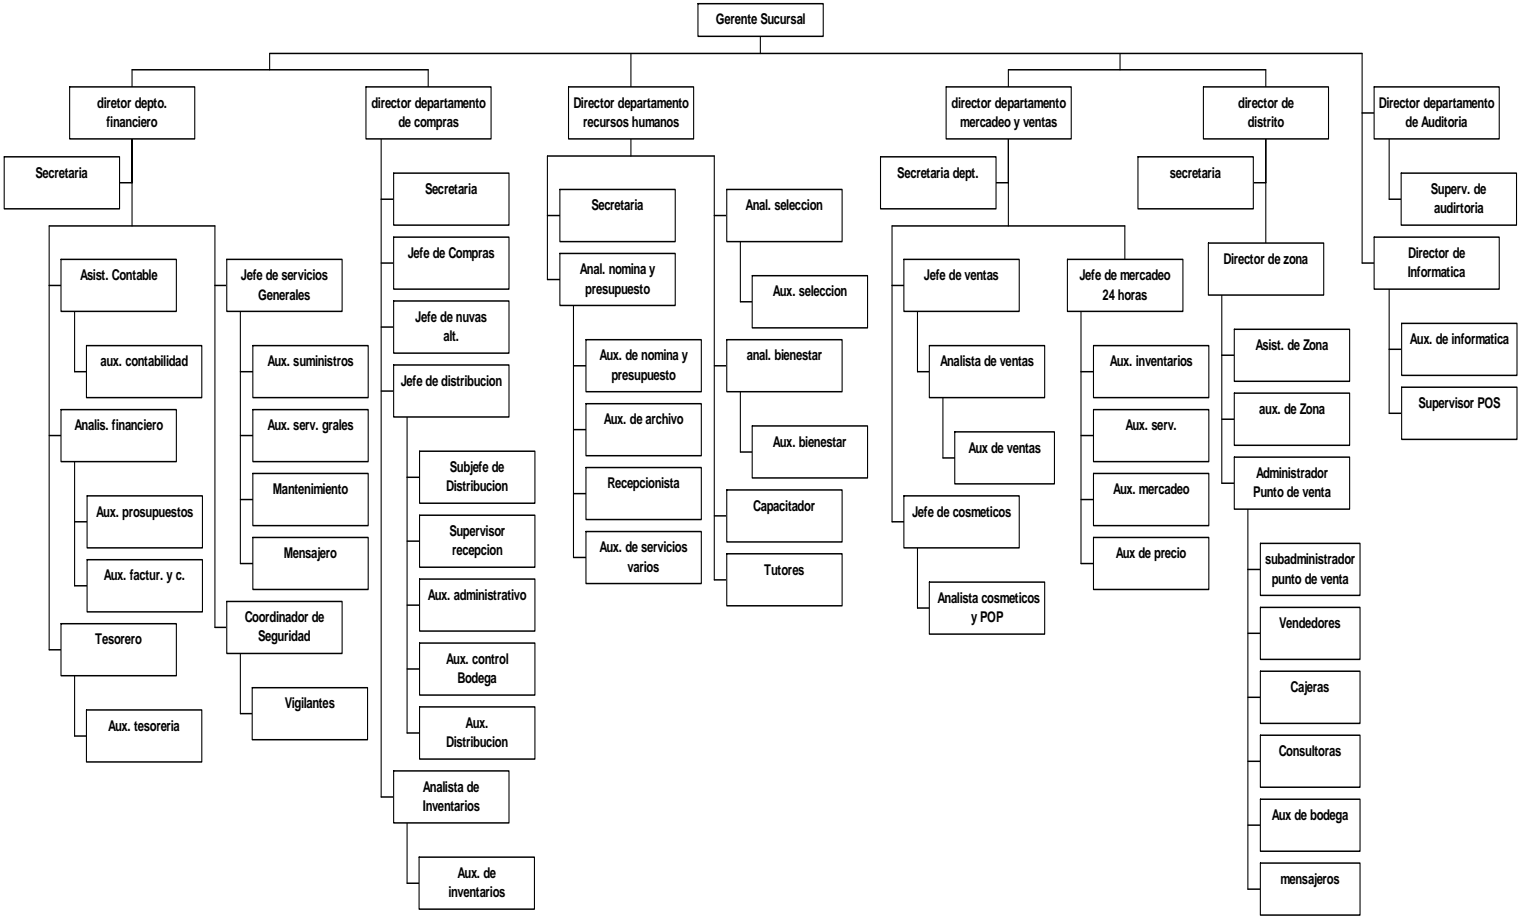 Gerente Sucursal
diretor depto.
financiero
Secretaria
Asist. Contable
aux. contabilidad
Analis. financiero
Aux. prosupuestos
Aux. factur. y c.
Tesorero
Aux. tesoreria
Jefe de servicios
Generales
Aux. suministros
Aux. serv. grales
Mantenimiento
Mensajero
Coordinador de
Seguridad
Vigilantes
director departamento
de compras
Secretaria
Jefe de Compras
Jefe de nuvas
alt.
Jefe de distribucion
Subjefe de
Distribucion
Supervisor
recepcion
Aux. administrativo
Aux. control
Bodega
Aux.
Distribucion
Analista de
Inventarios
Aux. de
inventarios
Director departamento
recursos humanos
Secretaria
Anal. nomina y
presupuesto
Aux. de nomina y
presupuesto
Aux. de archivo
Recepcionista
Aux. de servicios
varios
Anal. seleccion
Aux. seleccion
anal. bienestar
Aux. bienestar
Capacitador
Tutores
director departamento
mercadeo y ventas
Secretaria dept.
Jefe de ventas
Analista de ventas
Aux de ventas
Jefe de cosmeticos
Analista cosmeticos
y POP
Jefe de mercadeo
24 horas
Aux. inventarios
Aux. serv.
Aux. mercadeo
Aux de precio
director de
distrito
secretaria
Director de zona
Asist. de Zona
aux. de Zona
Administrador
Punto de venta
subadministrador
punto de venta
Vendedores
Cajeras
Consultoras
Aux de bodega
mensajeros
Director departamento
de Auditoria
Superv. de
audirtoria
Director de
Informatica
Aux. de informatica
Supervisor POS